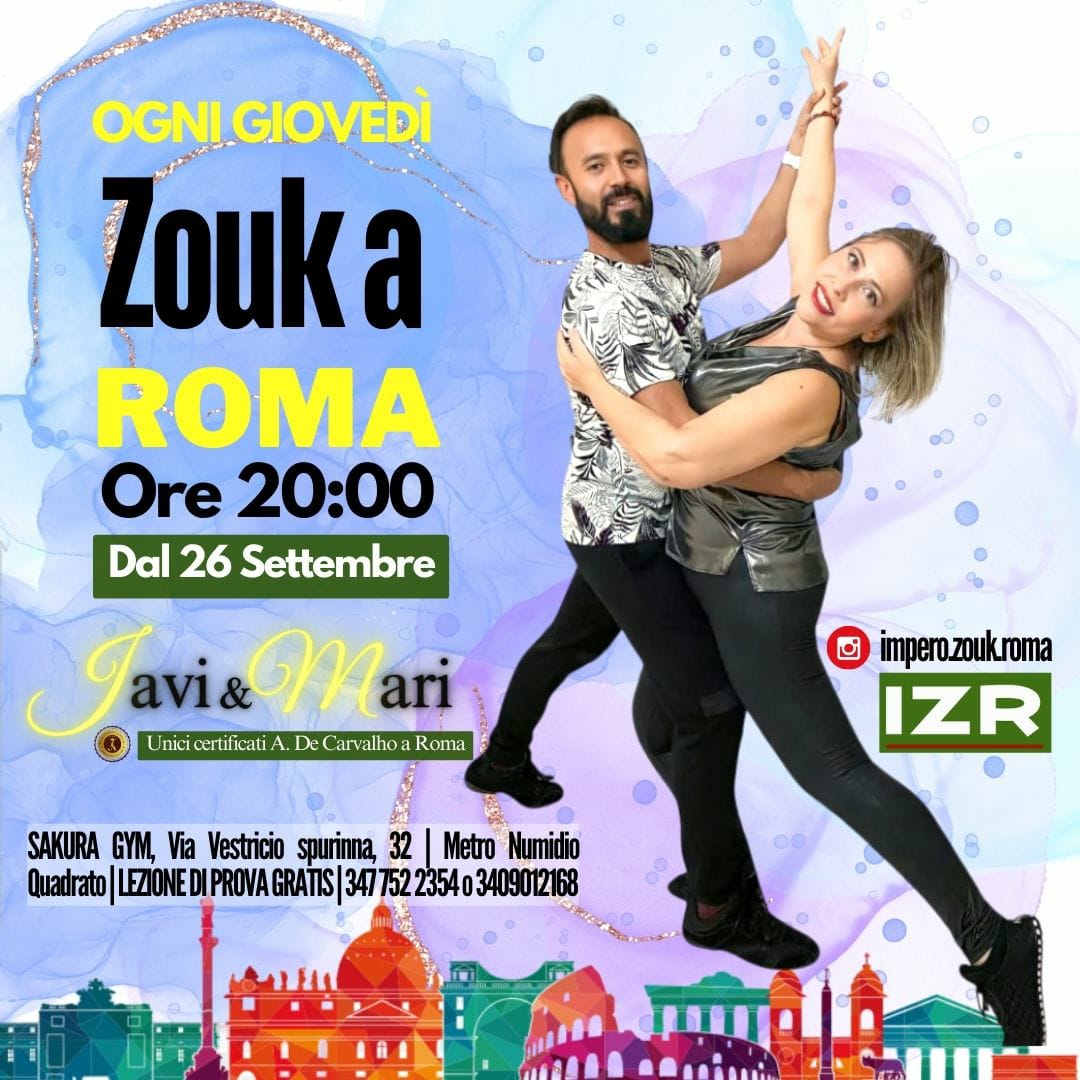 OGNI GIOVEDÌ
Zouk a
ROMA
Ore 20:00
Dal 26 Settembre
Javi & Mari
Unici certificati A. De Carvalho a Roma
impero.zouk.roma
IZR
SAKURA GYM, Via Vestricio spurinna, 32 | Metro Numidio
Quadrato | LEZIONE DI PROVA GRATIS | 347 752 2354 o 3409012168